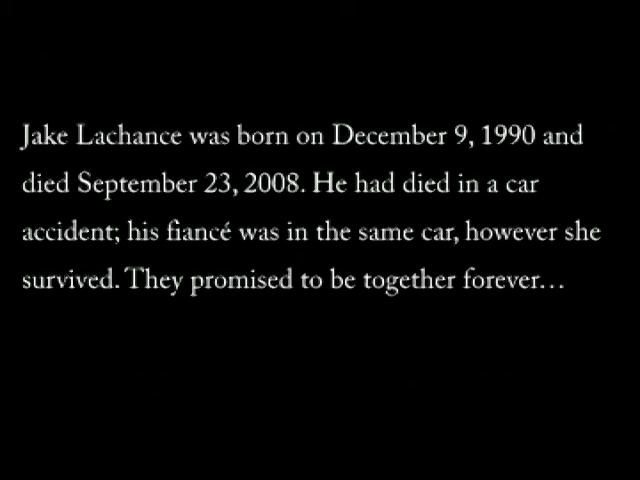 Jake Lachance was born on December 9, 1990 and
died September 23, 2008. He had died in a car
accident; his fiancé was in the same car, however she
survived. They promised to be together forever…